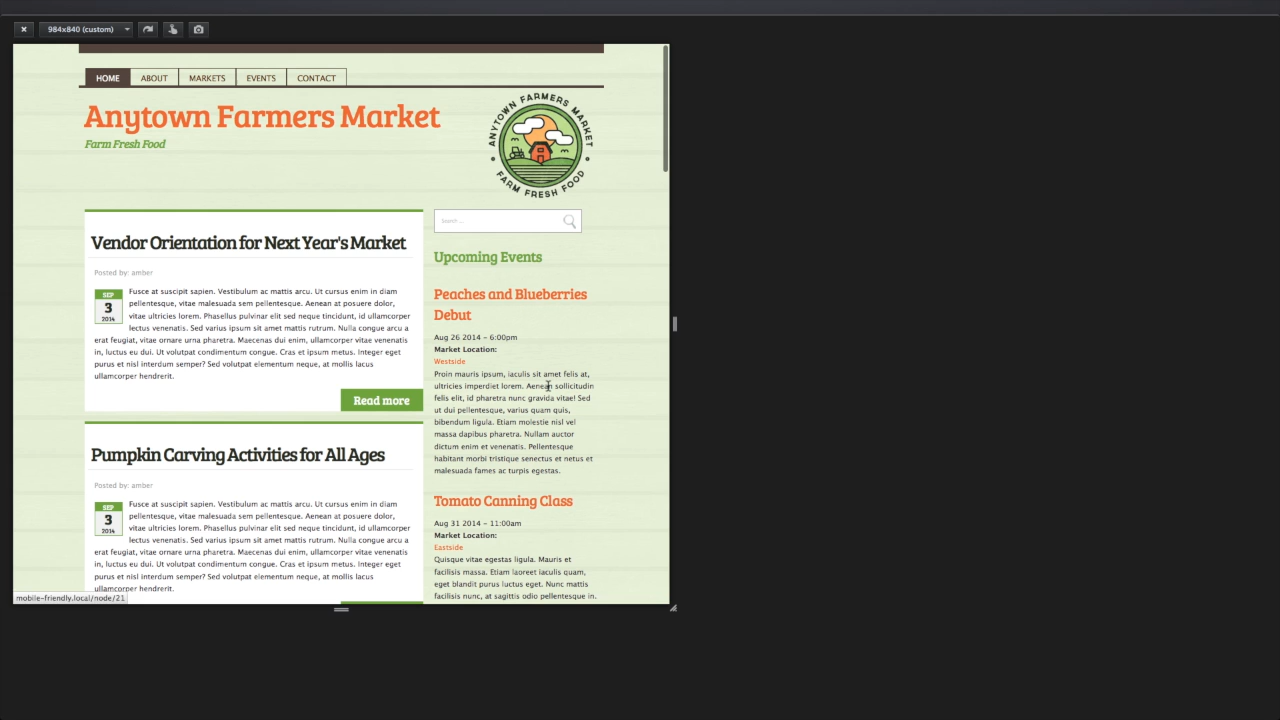 984x840 (custom)
HOME ABOUT MARKETS EVENTS CONTACT
Anytown Farmers Market
Farm Fresh Food
ANYTOWN FARMERS MARKET
FARM FRESH FOOD
Vendor Orientation for Next Year's Market
Posted by: amber
SEP
3
2014
Fusce at suscipit sapien. Vestibulum ac mattis arcu. Ut cursus enim in diam
pellentesque, vitae malesuada sem pellentesque. Aenean at posuere dolor,
vitae ultricies lorem. Phasellus pulvinar elit sed neque tincidunt, id ullamcorper
lectus venenatis. Sed varius ipsum sit amet mattis rutrum. Nulla congue arcu a
erat feugiat, vitae ornare urna pharetra. Maecenas dui enim, ullamcorper vitae venenatis
in, luctus eu dui. Ut volutpat condimentum congue. Cras et ipsum metus. Integer eget
purus et nisl interdum semper? Sed volutpat elementum neque, at mattis lacus
ullamcorper hendrerit.
Read more
Pumpkin Carving Activities for All Ages
Posted by: amber
SEP
3
2014
Fusce at suscipit sapien. Vestibulum ac mattis arcu. Ut cursus enim in diam
pellentesque, vitae malesuada sem pellentesque. Aenean at posuere dolor,
vitae ultricies lorem. Phasellus pulvinar elit sed neque tincidunt, id ullamcorper
lectus venenatis. Sed varius ipsum sit amet mattis rutrum. Nulla congue arcu a
erat feugiat, vitae ornare urna pharetra. Maecenas dui enim, ullamcorper vitae venenatis
in, luctus eu dui. Ut volutpat condimentum congue. Cras et ipsum metus. Integer eget
purus et nisl interdum semper? Sed volutpat elementum neque, at mattis lacus
ullamcorper hendrerit.
mobile-friendly.local/node/21
Search ...
Upcoming Events
Peaches and Blueberries
Debut
Aug 26 2014 - 6:00pm
Market Location:
Westside
Proin mauris ipsum, iaculis sit amet felis at,
ultricies imperdiet lorem. Aenean sollicitudin
felis elit, id pharetra nunc gravida vitae! Sed
ut dui pellentesque, varius quam quis,
bibendum ligula. Etiam molestie nisl vel
massa dapibus pharetra. Nullam auctor
dictum enim et venenatis. Pellentesque
habitant morbi tristique senectus et netus et
malesuada fames ac turpis egestas.
Tomato Canning Class
Aug 31 2014 - 11:00am
Market Location:
Eastside
Quisque vitae egestas ligula. Mauris et
facilisis massa. Etiam laoreet iaculis quam,
eget blandit purus luctus eget. Nunc mattis
facilisis nunc, at sagittis odio pellentesque in.